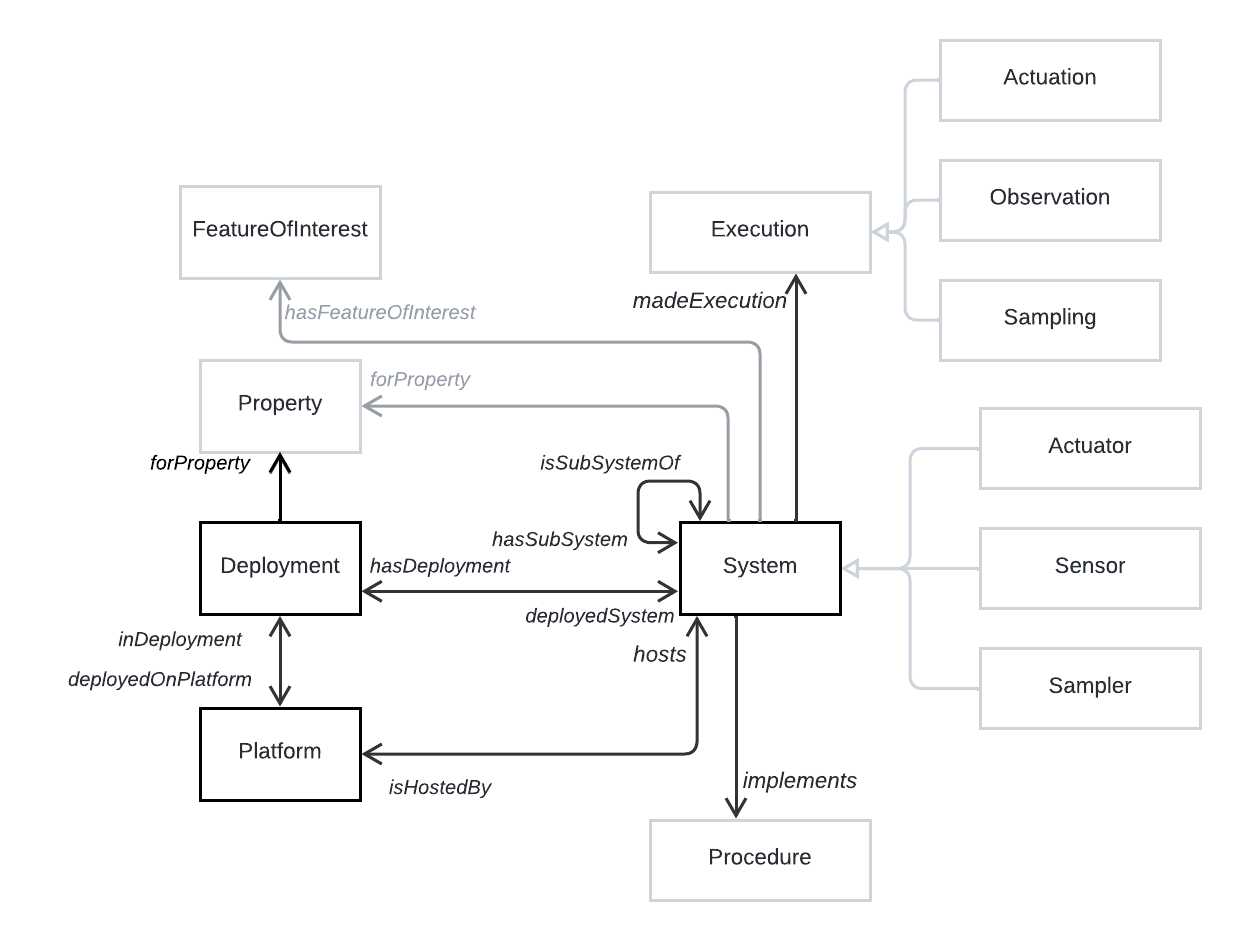 Actuation
Observation
FeatureOfInterest
Execution
madeExecution
hasFeatureOfInterest
Sampling
forProperty
Property
Actuator
forProperty
isSubSystemOf
hasSubSystem
Deployment
hasDeployment
System
Sensor
deployedSystem
inDeployment
hosts
deployedOnPlatform
Sampler
Platform
isHostedBy
implements
Procedure